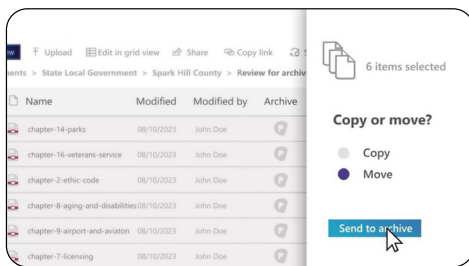 Upload Edit in grid view Share Copy link
State Local Government > Spark Hill County > Review for archiv
Name Modified Modified by Archive
chapter-14-parks 08/10/2023 John Doe
chapter-16-veterans-service 08/10/2023 John Doe
chapter-2-ethic-code 08/10/2023 John Doe
chapter-8-aging-and-disabilities 08/10/2023 John Doe
chapter-9-airport-and-aviaton 08/10/2023 John Doe
chapter-7-licensing 08/10/2023 John Doe
6 items selected
Copy or move?
Copy
Move
Send to archive